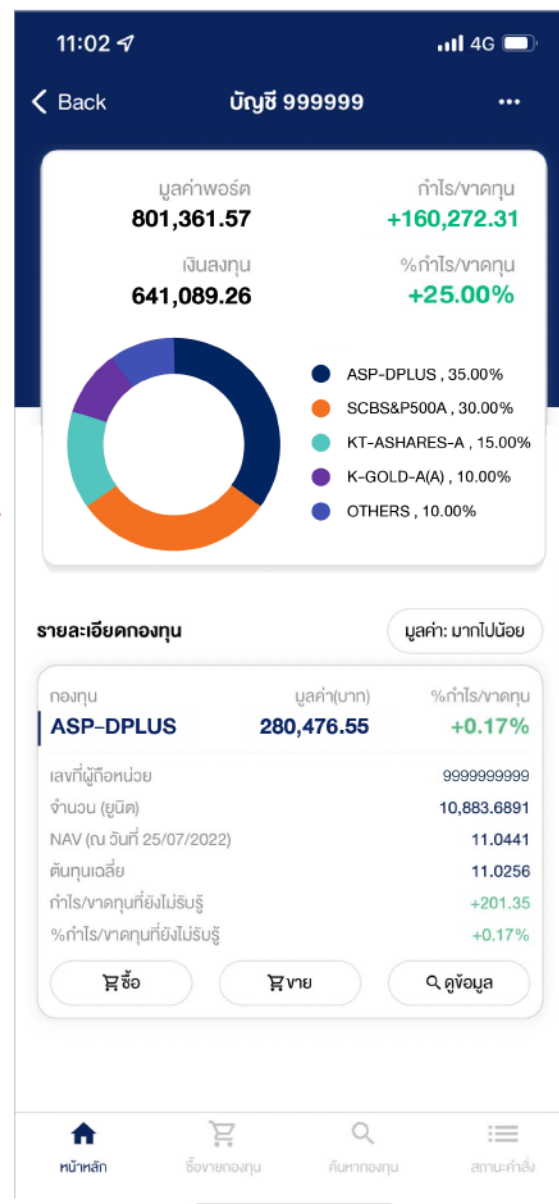 11:02
4G
Back
บัญชี 999999
มูลค่าพอร์ต กำไร/ขาดทุน
801,361.57 +160,272.31
เงินลงทุน %กำไร/ขาดทุน
641,089.26 +25.00%
ASP-DPLUS , 35.00%
SCBS&P500A , 30.00%
KT-ASHARES-A , 15.00%
K-GOLD-A(A) , 10.00%
OTHERS , 10.00%
รายละเอียดกองทุน มูลค่า: มากไปน้อย
กองทุน มูลค่า(บาท) %กำไร/ขาดทุน
ASP-DPLUS 280,476.55 +0.17%
เลขที่ผู้ถือหน่วย 9999999999
จำนวน (ยูนิต) 10,883.6891
NAV (ณ วันที่ 25/07/2022) 11.0441
ต้นทุนเฉลี่ย 11.0256
กำไร/ขาดทุนที่ยังไม่รับรู้ +201.35
%กำไร/ขาดทุนที่ยังไม่รับรู้ +0.17%
ซื้อ ขาย ดูข้อมูล
หน้าหลัก ซื้อขายกองทุน ค้นหากองทุน สถานะคำสั่ง